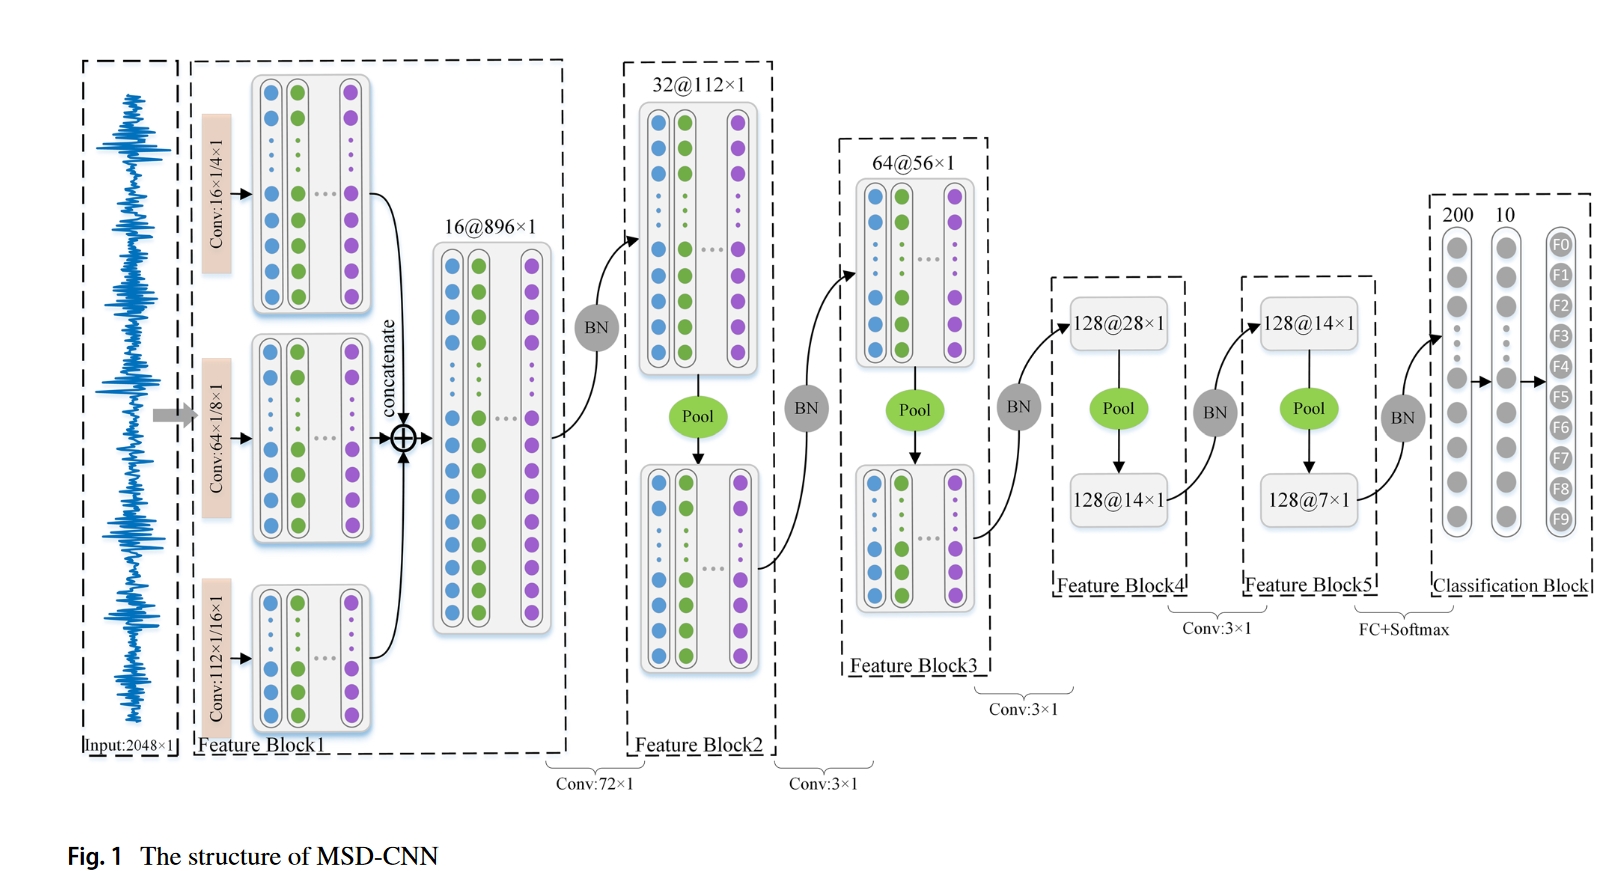 Input:2048×1
Conv:16×1/4×1
Conv:64×1/8×1
Conv:112×1/16×1
concatenate
16@896×1
Feature Block1
BN
Conv:72×1
32@112×1
Pool
Feature Block2
BN
Conv:3×1
64@56×1
Pool
Feature Block3
BN
Conv:3×1
128@28×1
Pool
128@14×1
Feature Block4
BN
Conv:3×1
128@14×1
Pool
128@7×1
Feature Block5
BN
FC+Softmax
200
10
F0
F1
F2
F3
F4
F5
F6
F7
F8
F9
Classification Block
Fig. 1 The structure of MSD-CNN